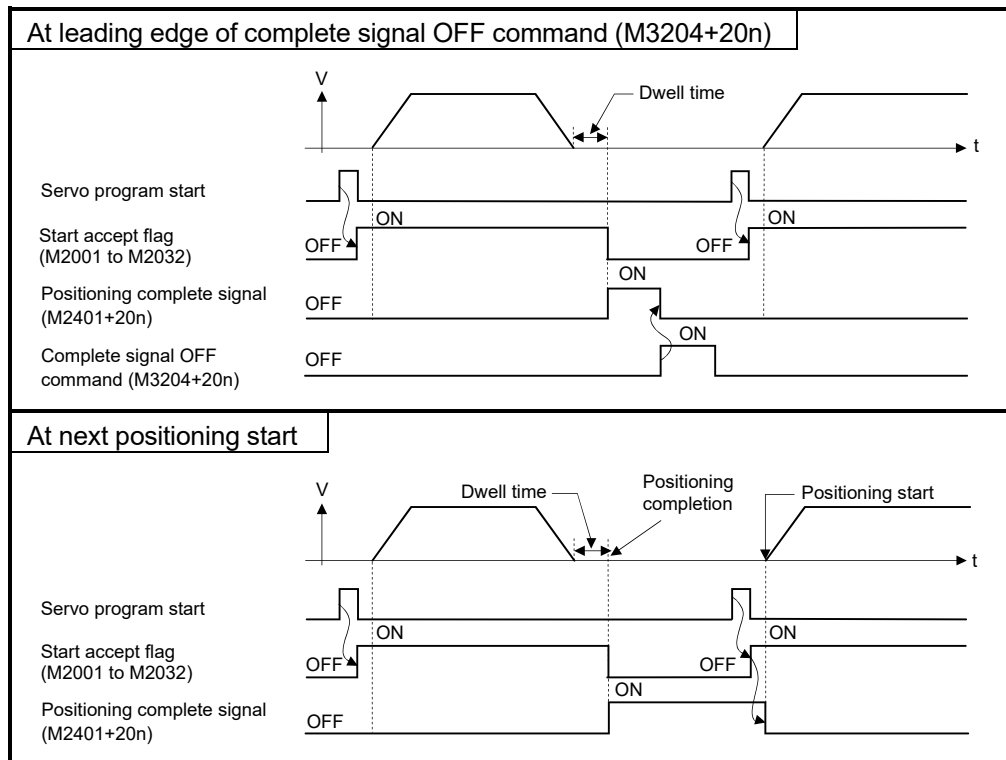 At leading edge of complete signal OFF command (M3204+20n)
V
Dwell time
t
Servo program start
ON
ON
Start accept flag
(M2001 to M2032)
OFF
OFF
ON
Positioning complete signal
(M2401+20n)
OFF
ON
Complete signal OFF
command (M3204+20n)
OFF
At next positioning start
V
Dwell time
Positioning
completion
Positioning start
t
Servo program start
ON
ON
Start accept flag
(M2001 to M2032)
OFF
OFF
ON
Positioning complete signal
(M2401+20n)
OFF